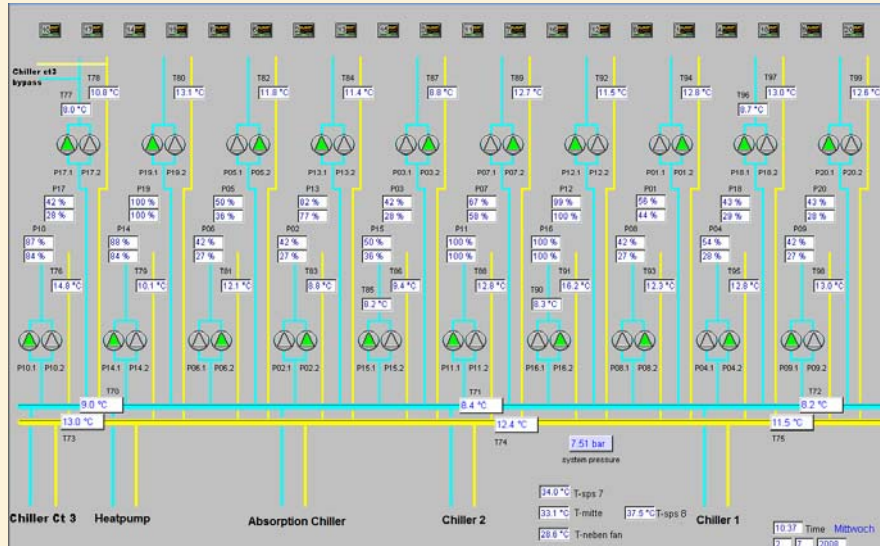 Chiller ct3
bypass
T78 T80 T82 T84 T87 T89 T92 T94 T97 T99
10.8 °C 13.1 °C 11.8 °C 11.4 °C 8.8 °C 12.7 °C 11.5 °C 12.8 °C 13.0 °C 12.6 °C
T77 T96
8.0 °C 8.7 °C
P17.1 P17.2 P19.1 P19.2 P05.1 P05.2 P13.1 P13.2 P03.1 P03.2 P07.1 P07.2 P12.1 P12.2 P01.1 P01.2 P18.1 P18.2 P20.1 P20.2
P17 P19 P05 P13 P03 P07 P12 P01 P18 P20
42 % 100 % 50 % 82 % 42 % 67 % 99 % 56 % 43 % 43 %
28 % 100 % 36 % 77 % 28 % 58 % 100 % 44 % 29 % 28 %
P10 P14 P06 P02 P15 P11 P16 P08 P04 P09
87 % 88 % 42 % 42 % 50 % 100 % 100 % 42 % 54 % 42 %
84 % 84 % 27 % 27 % 36 % 100 % 100 % 27 % 28 % 27 %
T76 T79 T81 T83 T86 T88 T91 T93 T95 T98
14.8 °C 10.1 °C 12.1 °C 8.8 °C 9.4 °C 12.8 °C 16.2 °C 12.3 °C 12.8 °C 13.0 °C
T85 T90
8.2 °C 8.3 °C
P10.1 P10.2 P14.1 P14.2 P06.1 P06.2 P02.1 P02.2 P15.1 P15.2 P11.1 P11.2 P16.1 P16.2 P08.1 P08.2 P04.1 P04.2 P09.1 P09.2
T70 T71 T72
9.0 °C 8.4 °C 8.2 °C
13.0 °C 12.4 °C 11.5 °C
T73 T74 T75
7.51 bar
system pressure
34.0 °C T-sps 7
33.1 °C T-mitte 37.5 °C T-sps 8
28.6 °C T-neben fan
Chiller Ct 3 Heatpump Absorption Chiller Chiller 2 Chiller 1
10:37 Time Mittwoch
2 7 2008